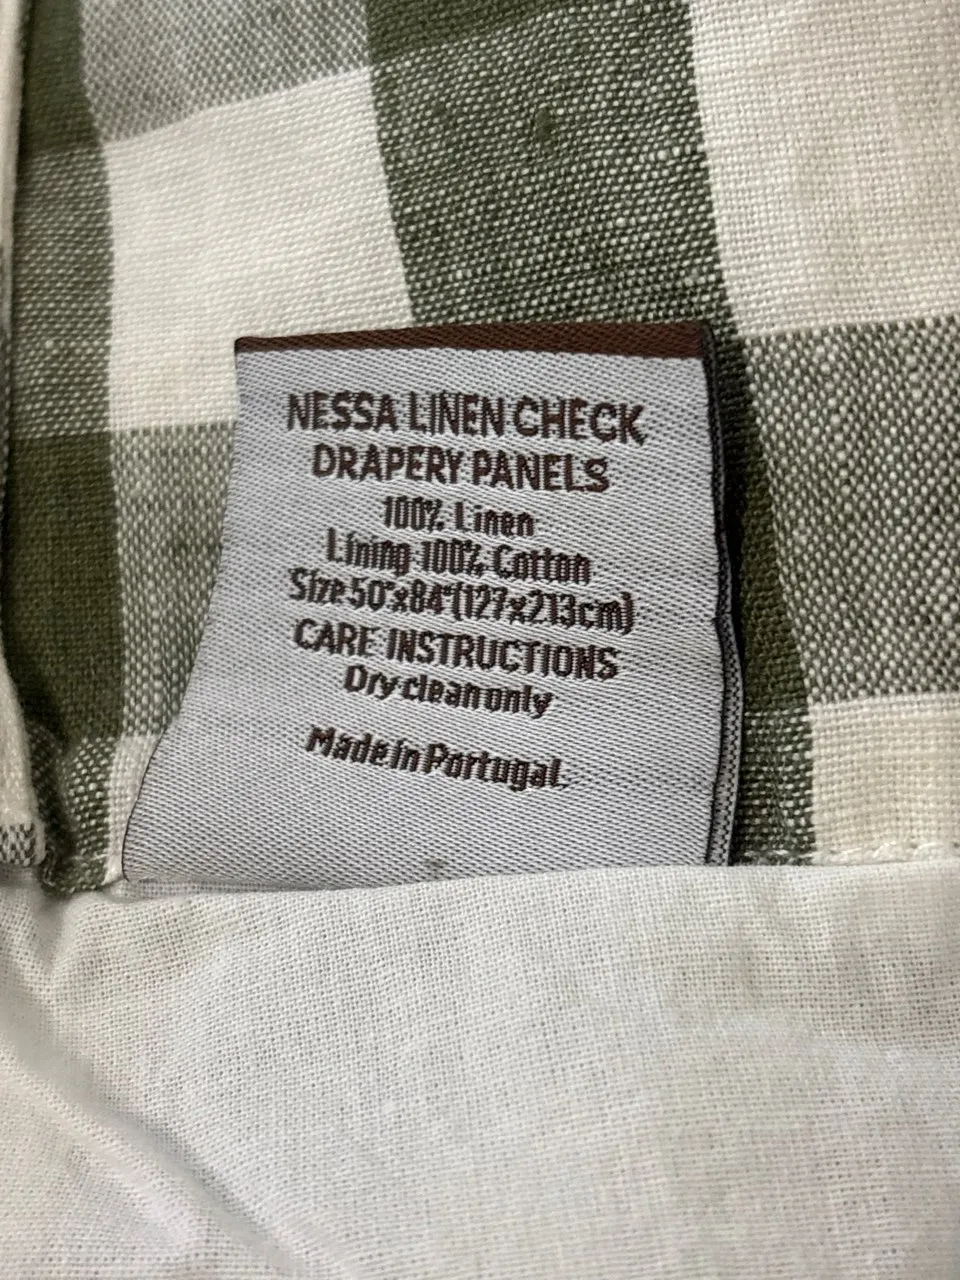 NESSA LINEN CHECK
DRAPERY PANELS
100% Linen
Lining 100% Cotton
Size 50"x84"(127x213cm)
CARE INSTRUCTIONS
Dry clean only
Made in Portugal.